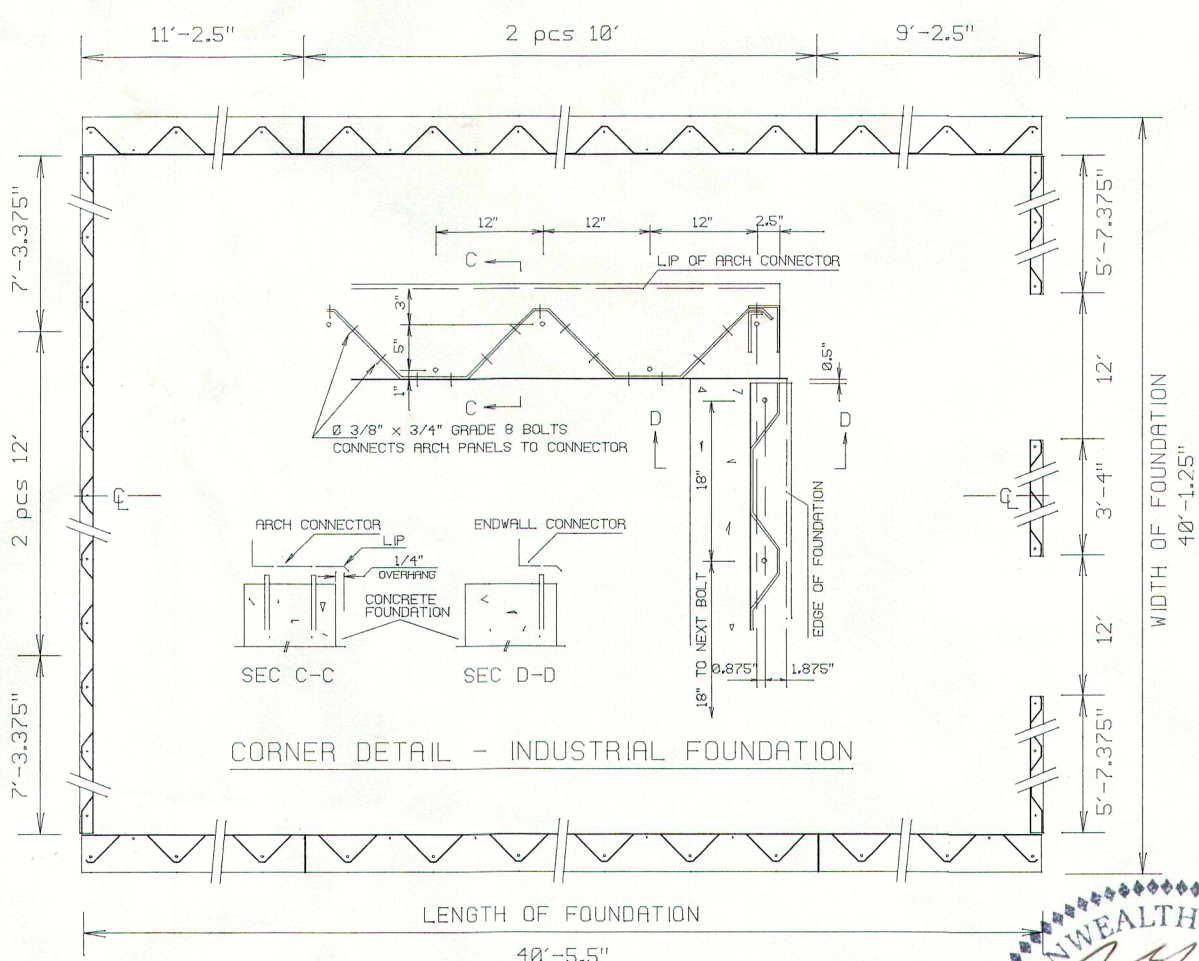 11'-2.5"
2 pcs 10'
9'-2.5"
7'-3.375"
2 pcs 12'
7'-3.375"
12"
12"
12"
2.5"
C
LIP OF ARCH CONNECTOR
3"
5"
1"
0.5"
C
Ø 3/8" x 3/4" GRADE 8 BOLTS
CONNECTS ARCH PANELS TO CONNECTOR
D
D
18"
18" TO NEXT BOLT
EDGE OF FOUNDATION
0.875"
1.875"
ARCH CONNECTOR
LIP
1/4"
OVERHANG
CONCRETE
FOUNDATION
SEC C-C
ENDWALL CONNECTOR
SEC D-D
CL
CL
CORNER DETAIL - INDUSTRIAL FOUNDATION
5'-7.375"
12'
3'-4"
12'
5'-7.375"
WIDTH OF FOUNDATION
40'-1.25"
LENGTH OF FOUNDATION
40'-5.5"
NWEALTH